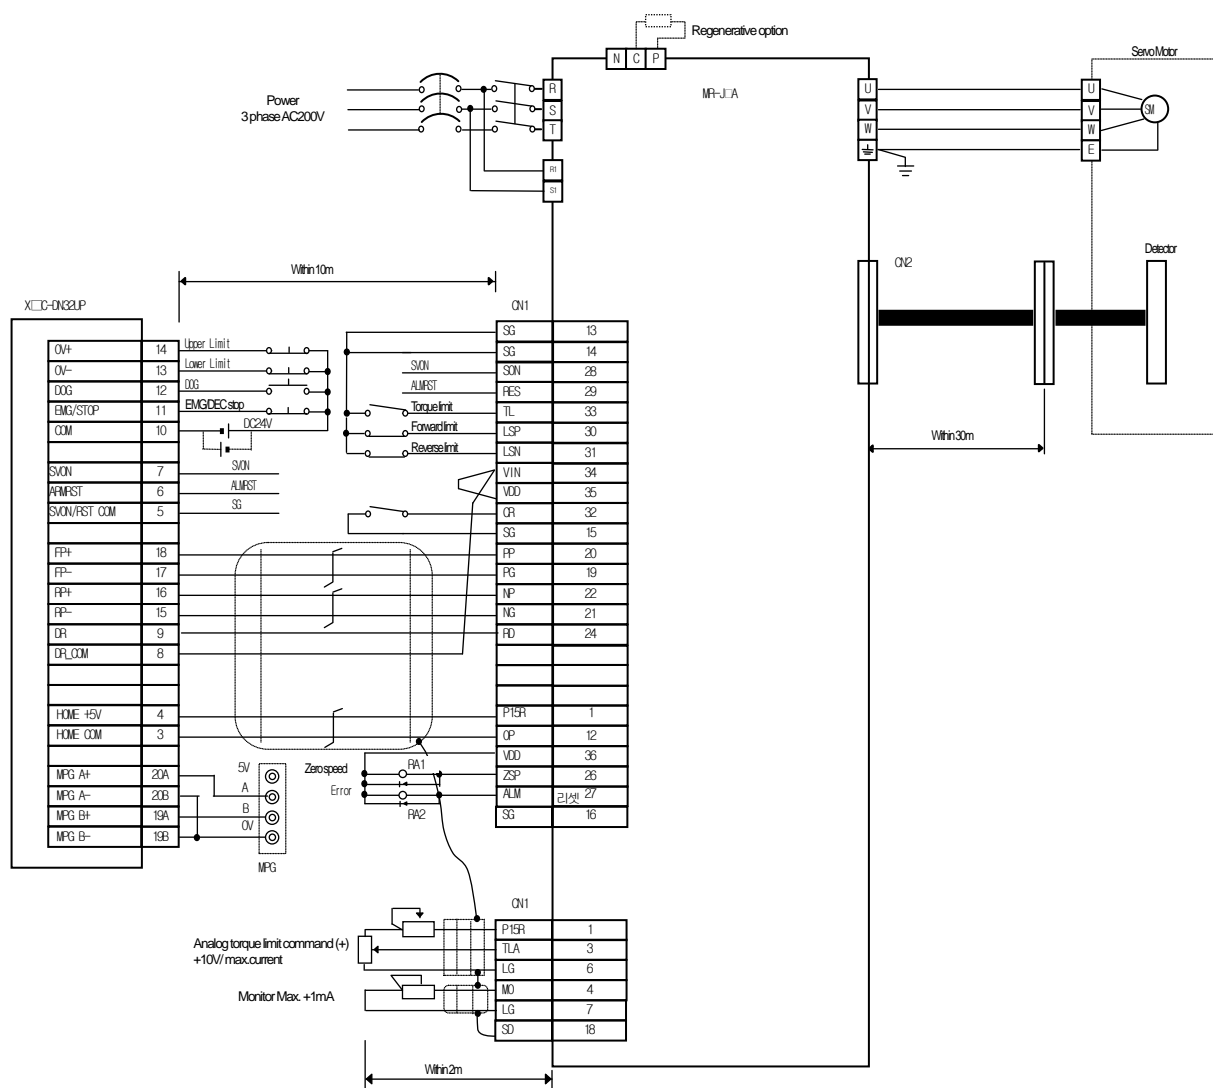 Regenerative option
N C P
Servo Motor
Power
3 phase AC200V
R
S
T
MR-J□A
U
V
W
U
V
W
E
SM
R1
S1
Within 10m
CN2
Detector
X□C-DN32UP
CN1
OV+ 14 Upper Limit
OV- 13 Lower Limit
DOG 12 DOG
EMG/STOP 11 EMG/DEC stop
COM 10 DC24V
SVON 7 SVON
ARMRST 6 ALMRST
SVON/RST COM 5 SG
FP+ 18
FP- 17
RP+ 16
RP- 15
DR 9
DR_COM 8
HOME +5V 4
HOME COM 3
MPG A+ 20A
MPG A- 20B
MPG B+ 19A
MPG B- 19B
5V
A
B
0V
MPG
SG 13
SG 14
SVON SON 28
ALMRST RES 29
Torque limit TL 33
Forward limit LSP 30
Reverse limit LSN 31
VIN 34
VDD 35
CR 32
SG 15
PP 20
PG 19
NP 22
NG 21
RD 24
P15R 1
OP 12
VDD 36
Zero speed RA1 ZSP 26
Error ALM 리셋 27
RA2 SG 16
Within 30m
CN1
P15R 1
Analog torque limit command (+) TLA 3
+10V/ max.current
LG 6
Monitor Max. +1mA MO 4
LG 7
SD 18
Within 2m